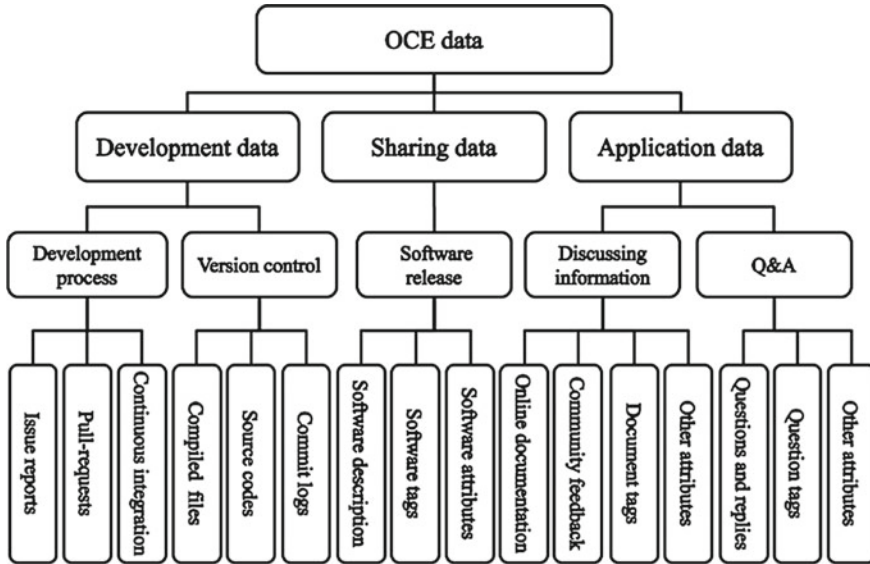 OCE data
Development data
Sharing data
Application data
Development
process
Version control
Software
release
Discussing
information
Q&A
Issue reports
Pull-requests
Continuous integration
Compiled files
Source codes
Commit logs
Software description
Software tags
Software attributes
Online documentation
Community feedback
Document tags
Other attributes
Questions and replies
Question tags
Other attributes